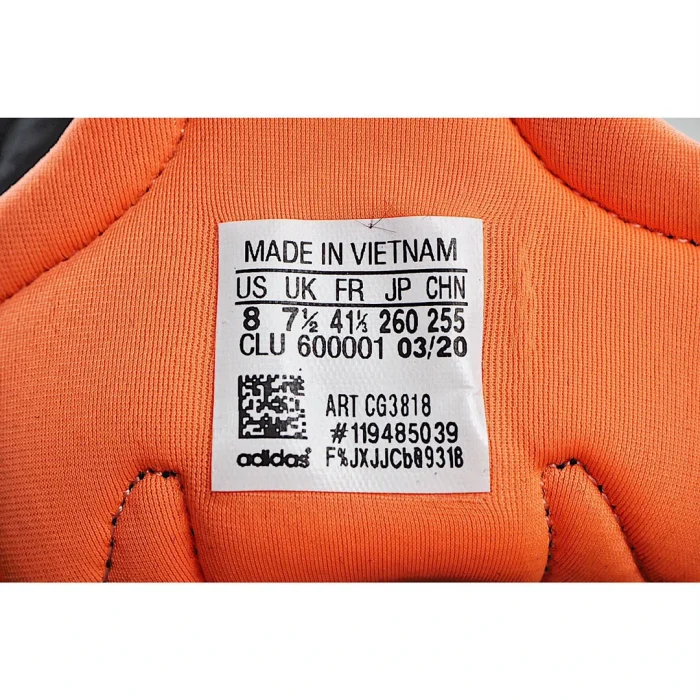 MADE IN VIETNAM
US UK FR JP CHN
8 7½ 41⅓ 260 255
CLU 600001 03/20
ART CG3818
#119485039
adidas® F%JXJJCb09318